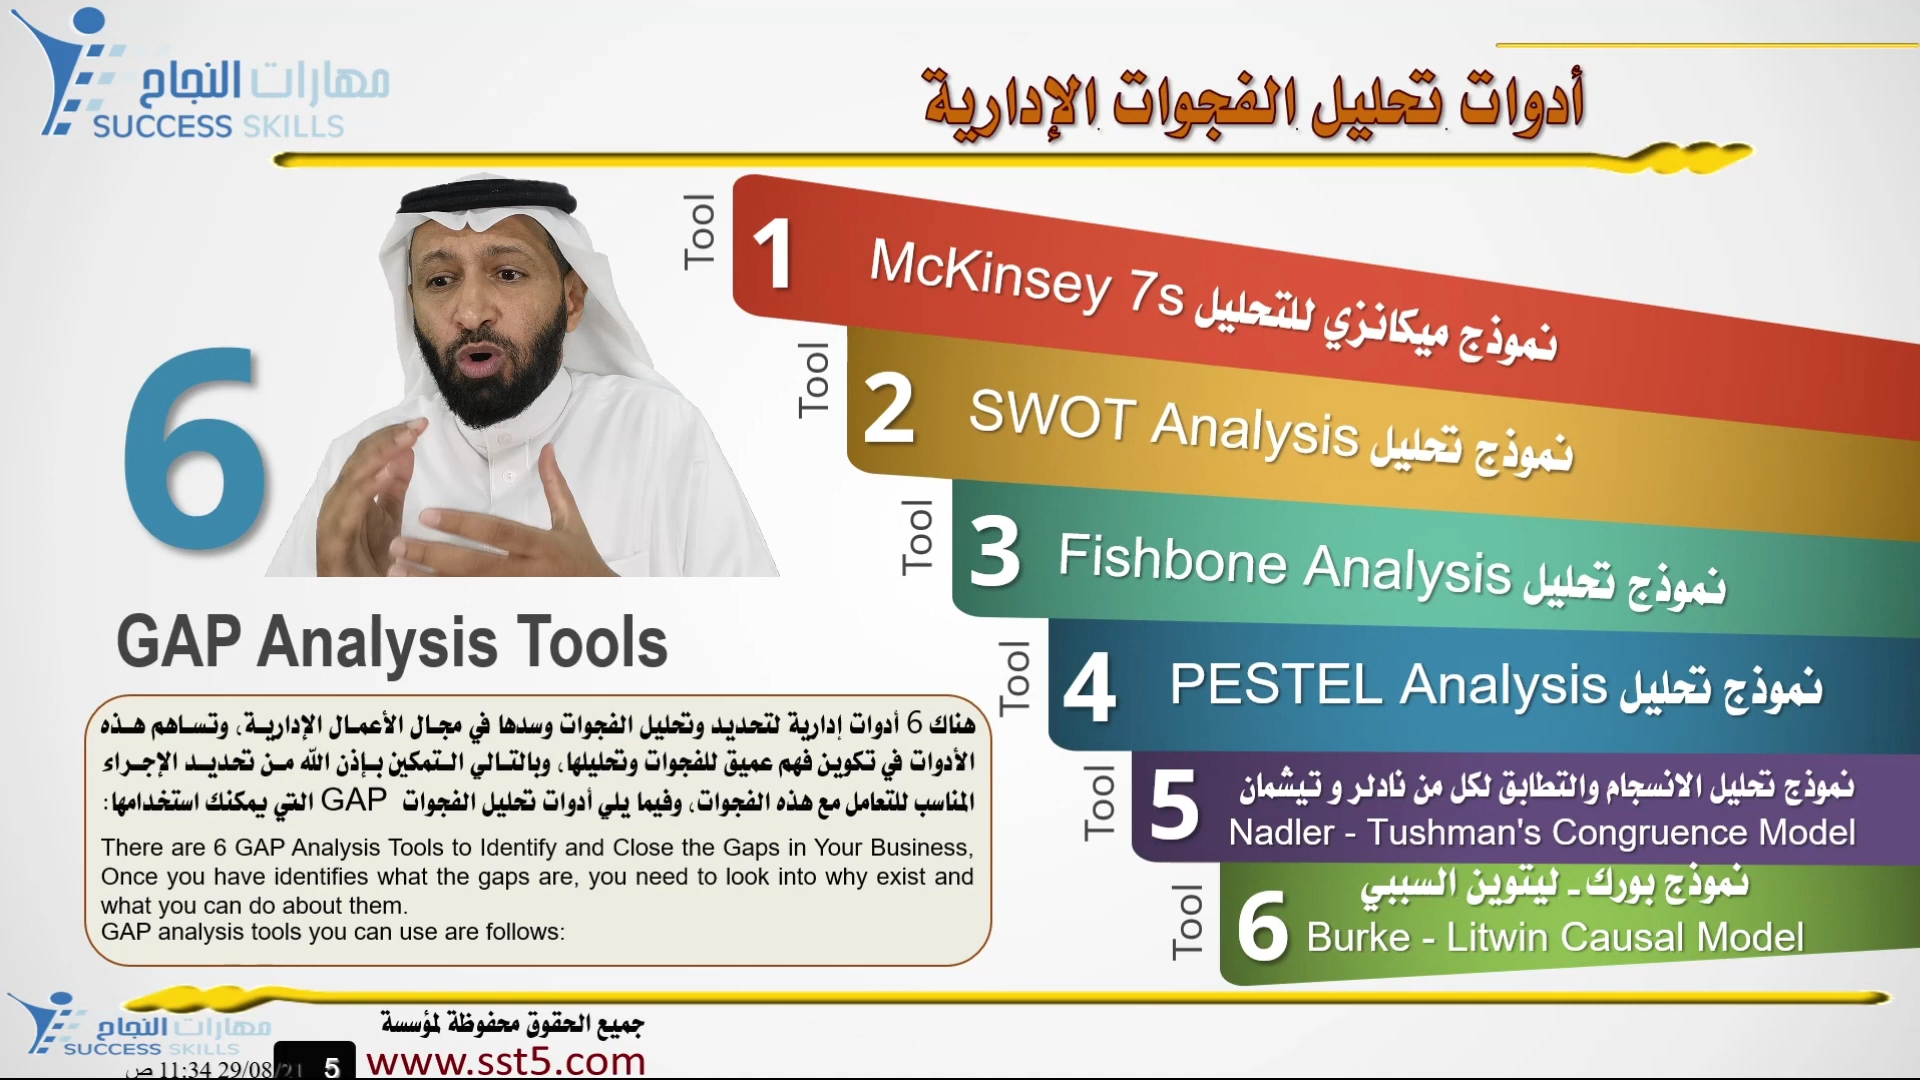 مهارات النجاح
SUCCESS SKILLS
أدوات تحليل الفجوات الإدارية
6
GAP Analysis Tools
هناك 6 أدوات إدارية لتحديد وتحليل الفجوات وسدها في مجال الأعمال الإدارية، وتساهم هذه
الأدوات في تكوين فهم عميق للفجوات وتحليلها، وبالتالي التمكين بإذن الله من تحديد الإجراء
المناسب للتعامل مع هذه الفجوات، وفيما يلي أدوات تحليل الفجوات GAP التي يمكنك استخدامها:
There are 6 GAP Analysis Tools to Identify and Close the Gaps in Your Business,
Once you have identifies what the gaps are, you need to look into why exist and
what you can do about them.
GAP analysis tools you can use are follows:
Tool 1 نموذج ميكانزي للتحليل McKinsey 7s
Tool 2 نموذج تحليل SWOT Analysis
Tool 3 نموذج تحليل Fishbone Analysis
Tool 4 نموذج تحليل PESTEL Analysis
Tool 5 نموذج تحليل الانسجام والتطابق لكل من نادلر و تيشمان
Nadler - Tushman's Congruence Model
Tool 6 نموذج بورك - ليتوين السببي
Burke - Litwin Causal Model
مهارات النجاح
SUCCESS SKILLS
29/08/21 11:34 ص
5
جميع الحقوق محفوظة لمؤسسة
www.sst5.com